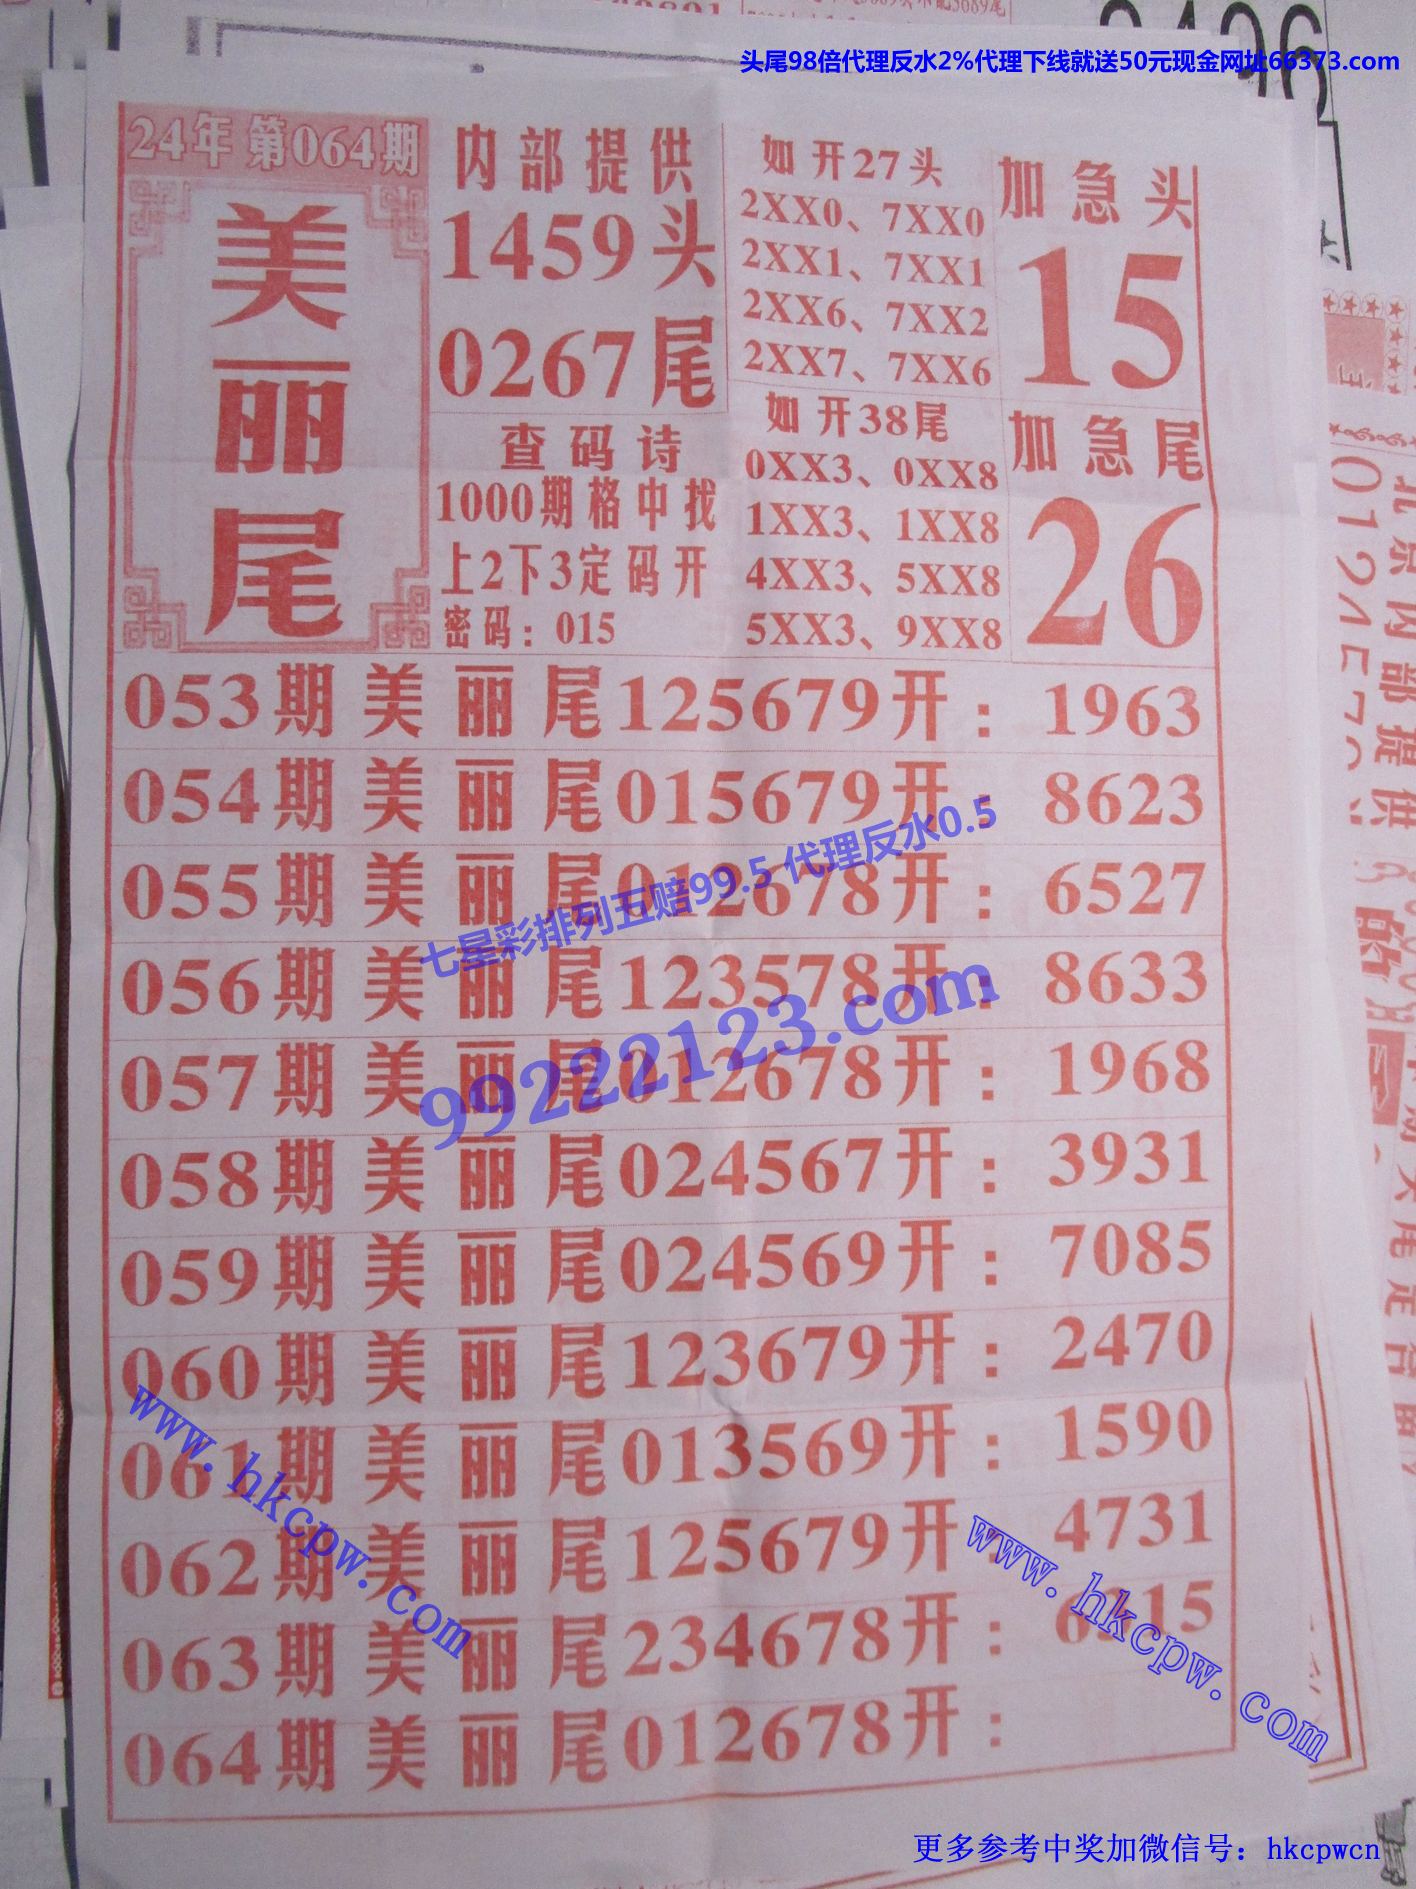 头尾98倍代理反水2%代理下线就送50元现金网址66373.com
24年 第064期
美丽尾
内部提供
1459头
0267尾
查码诗
1000期格中找
上2下3定码开
密码：015
如开27头
2XX0、7XX0
2XX1、7XX1
2XX6、7XX2
2XX7、7XX6
如开38尾
0XX3、0XX8
1XX3、1XX8
4XX3、5XX8
5XX3、9XX8
加急头
15
加急尾
26
053期美丽尾125679开：1963
054期美丽尾015679开：8623
055期美丽尾012678开：6527
056期美丽尾123578开：8633
057期美丽尾012678开：1968
058期美丽尾024567开：3931
059期美丽尾024569开：7085
060期美丽尾123679开：2470
061期美丽尾013569开：1590
062期美丽尾125679开：4731
063期美丽尾234678开：6315
064期美丽尾012678开：
七星彩排列五赔99.5 代理反水0.5
99222123.com
www.hkcpw.com
www.hkcpw.com
北京内部提供
更多参考中奖加微信号：hkcpwcn